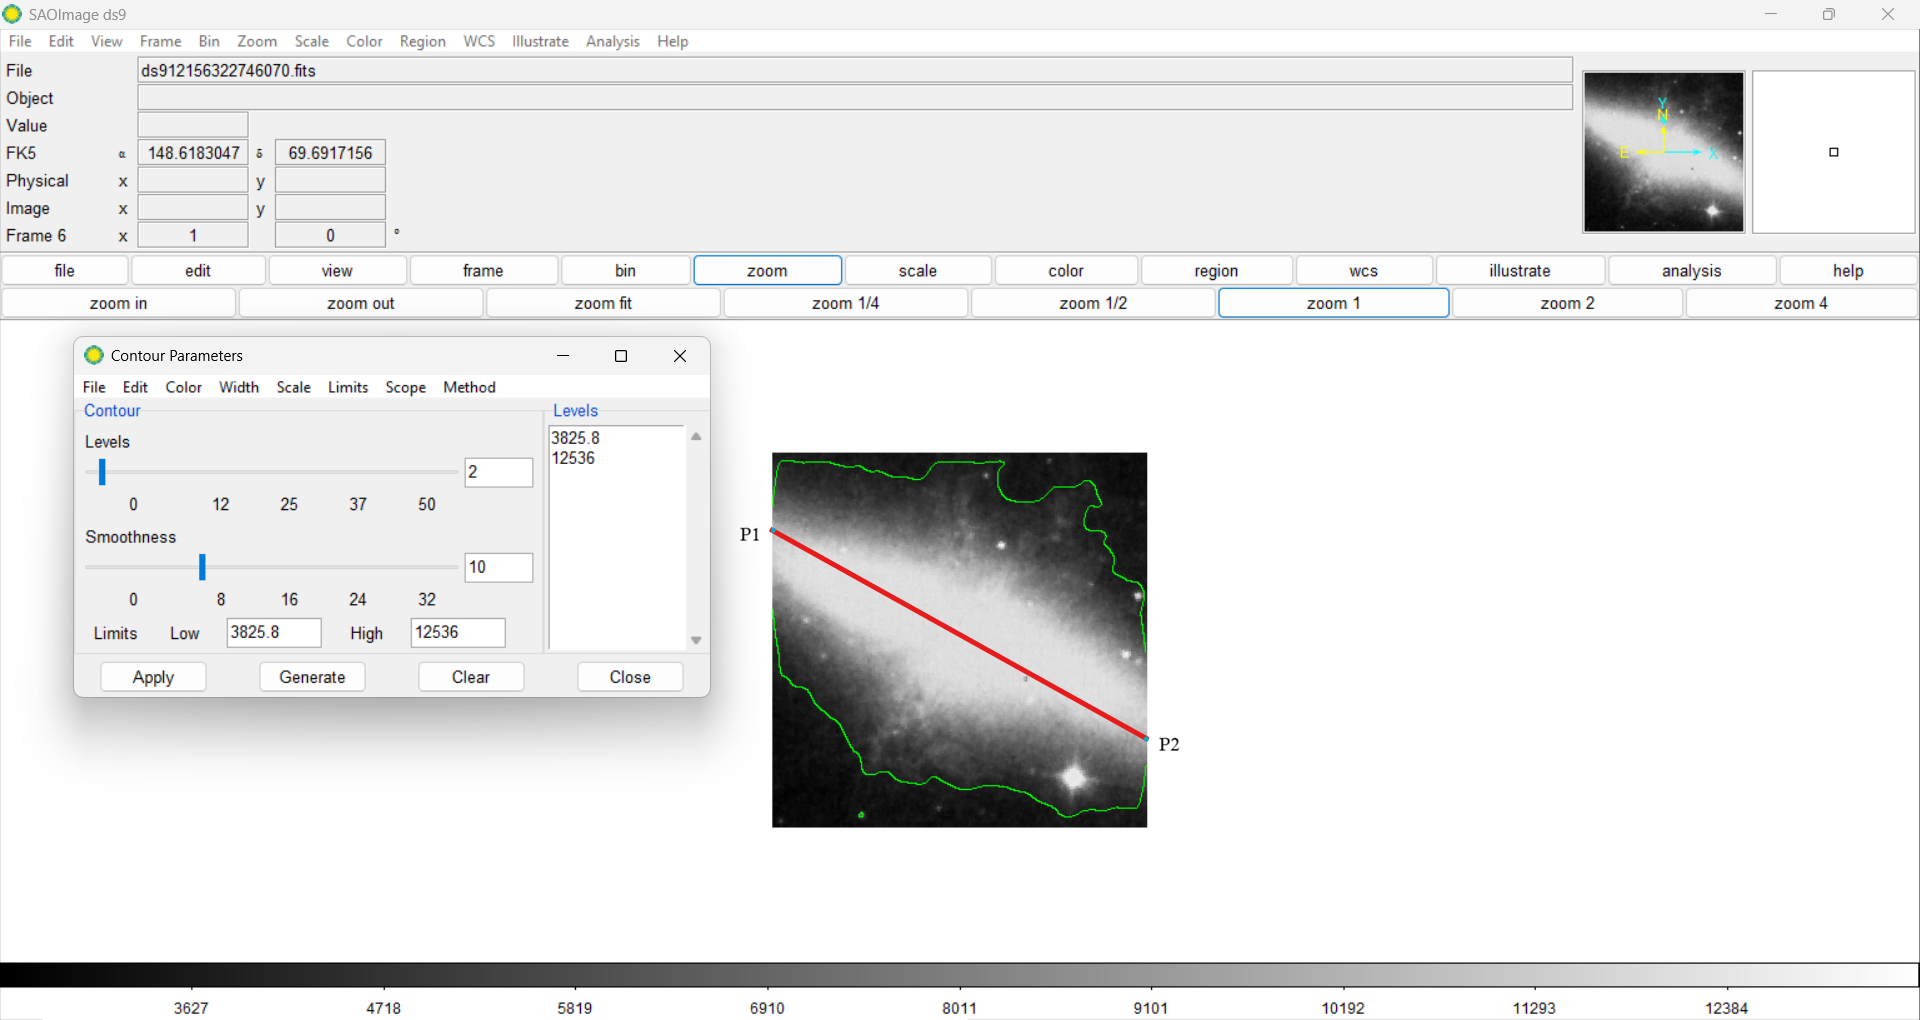 SAOImage ds9
File Edit View Frame Bin Zoom Scale Color Region WCS Illustrate Analysis Help
File ds912156322746070.fits
Object
Value
FK5 α 148.6183047 δ 69.6917156
Physical x y
Image x y
Frame 6 x 1 0 °
Y
N
E X
file edit view frame bin zoom scale color region wcs illustrate analysis help
zoom in zoom out zoom fit zoom 1/4 zoom 1/2 zoom 1 zoom 2 zoom 4
Contour Parameters
File Edit Color Width Scale Limits Scope Method
Contour
Levels
2
0 12 25 37 50
Smoothness
10
0 8 16 24 32
Limits Low 3825.8 High 12536
Levels
3825.8
12536
Apply Generate Clear Close
P1
P2
3627 4718 5819 6910 8011 9101 10192 11293 12384